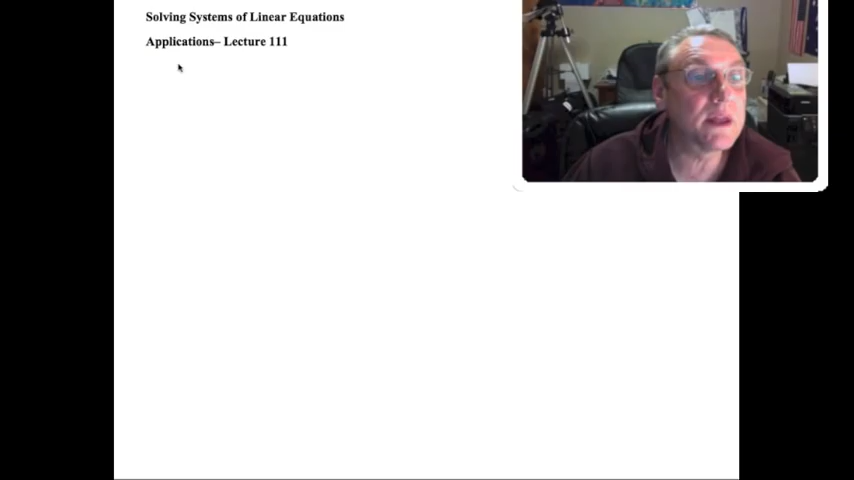 Solving Systems of Linear Equations
Applications– Lecture 111